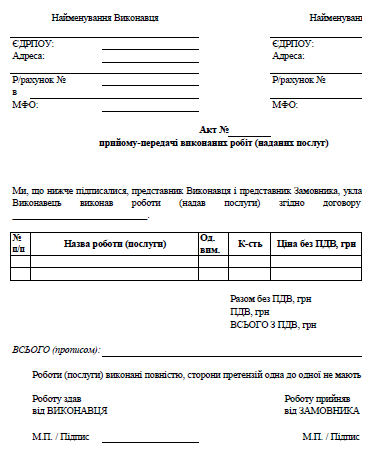 Найменування Виконавця Найменуванн
ЄДРПОУ: ЄДРПОУ:
Адреса: Адреса:
Р/рахунок № Р/рахунок №
в в
МФО: МФО:
Акт №
прийому-передачі виконаних робіт (наданих послуг)
Ми, що нижче підписалися, представник Виконавця і представник Замовника, укла
Виконавець виконав роботи (надав послуги) згідно договору
.
№ п/п Назва роботи (послуги) Од. вим. К-сть Ціна без ПДВ, грн
Разом без ПДВ, грн
ПДВ, грн
ВСЬОГО З ПДВ, грн
ВСЬОГО (прописом):
Роботи (послуги) виконані повністю, сторони претензій одна до одної не мають
Роботу здав Роботу прийняв
від ВИКОНАВЦЯ від ЗАМОВНИКА
М.П. / Підпис М.П. / Підпис